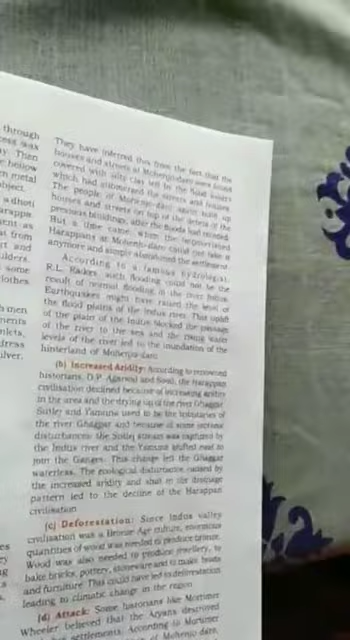 through
They have inferred this from the fact that the
houses and streets of Mohenjo-daro were found
covered with silty clay left by the flood waters
which had submerged the streets and houses.
The people of Mohenjo-daro again built up
houses and streets on top of the debris of the
previous buildings, after the floods had receded.
But a time came when the impoverished
Harappans at Mohenjo-daro could not take it
anymore and simply abandoned the settlement.
According to a famous hydrologist,
R.L. Raikes, such flooding could not be the
result of normal flooding in the river Indus.
Earthquakes might have raised the level of
the flood plains of the Indus river. This uplift
of the plain of the Indus blocked the passage
of the river to the sea and the rising water
levels of the river led to the inundation of the
hinterland of Mohenjo-daro.
(b) Increased Aridity: According to renowned
historians, D.P. Agarwal and Sood, the Harappan
civilisation declined because of increasing aridity
in the area and the drying up of the river Ghaggar.
Sutlej and Yamuna used to be the tributaries of
the river Ghaggar and because of some tectonic
disturbances the Sutlej stream was captured by
the Indus river and the Yamuna shifted east to
join the Ganges. This change left the Ghaggar
waterless. The ecological disturbance caused by
the increased aridity and shift in the drainage
pattern led to the decline of the Harappan
civilisation
(c) Deforestation: Since Indus valley
civilisation was a Bronze Age culture, enormous
quantities of wood was needed to produce bronze.
Wood was also needed to produce jewellery, to
bake bricks, pottery, stoneware and to make boats
and furniture. This could have led to deforestation
leading to climatic change in the region
(d) Attack: Some historians like Mortimer
Wheeler believed that the Aryans destroyed
settlements. According to Mortimer
of Mohenjo-daro,